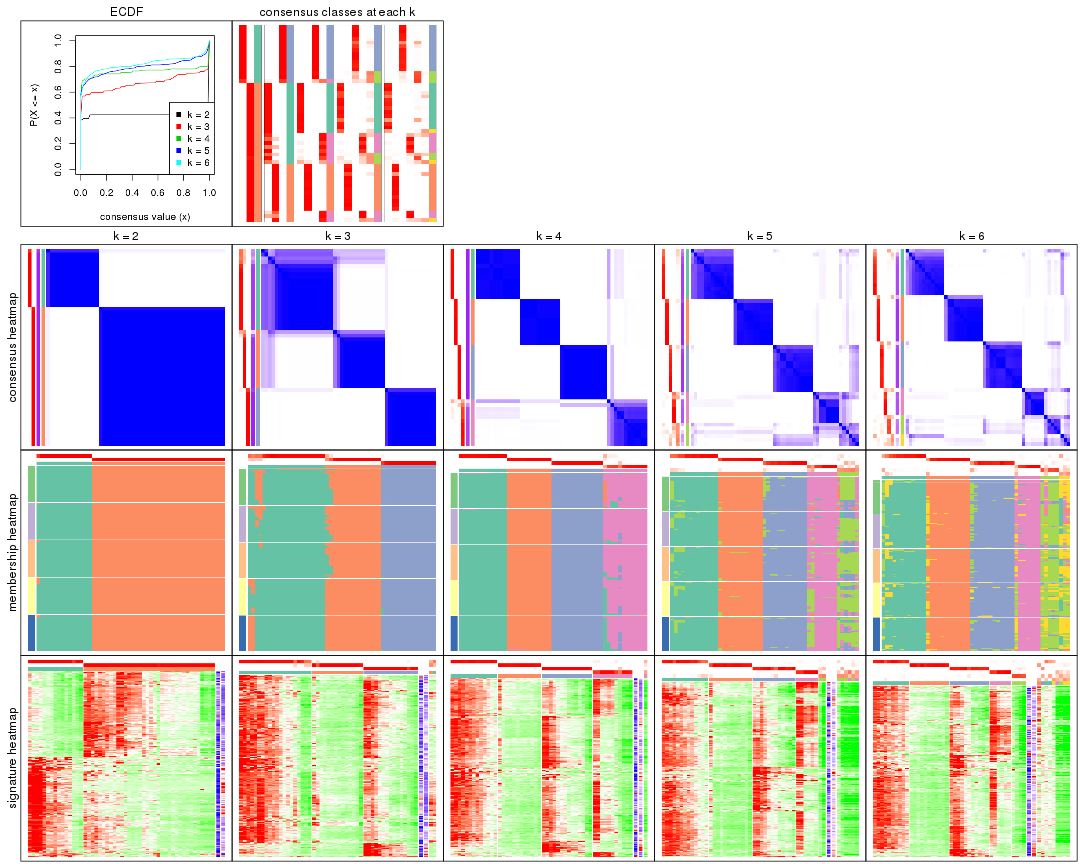 ECDF
consensus classes at each k
P(X <= x)
0.0 0.2 0.4 0.6 0.8 1.0
k = 2
k = 3
k = 4
k = 5
k = 6
0.0 0.2 0.4 0.6 0.8 1.0
consensus value (x)
k = 2
k = 3
k = 4
k = 5
k = 6
consensus heatmap
membership heatmap
signature heatmap